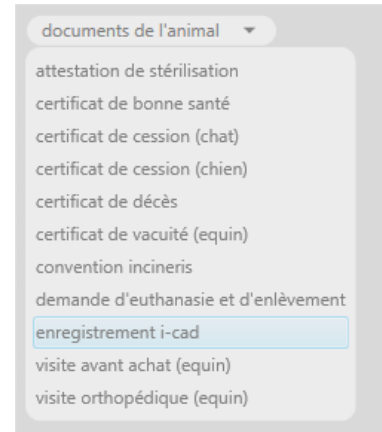 documents de l'animal
attestation de stérilisation
certificat de bonne santé
certificat de cession (chat)
certificat de cession (chien)
certificat de décès
certificat de vacuité (equin)
convention incineris
demande d'euthanasie et d'enlèvement
enregistrement i-cad
visite avant achat (equin)
visite orthopédique (equin)